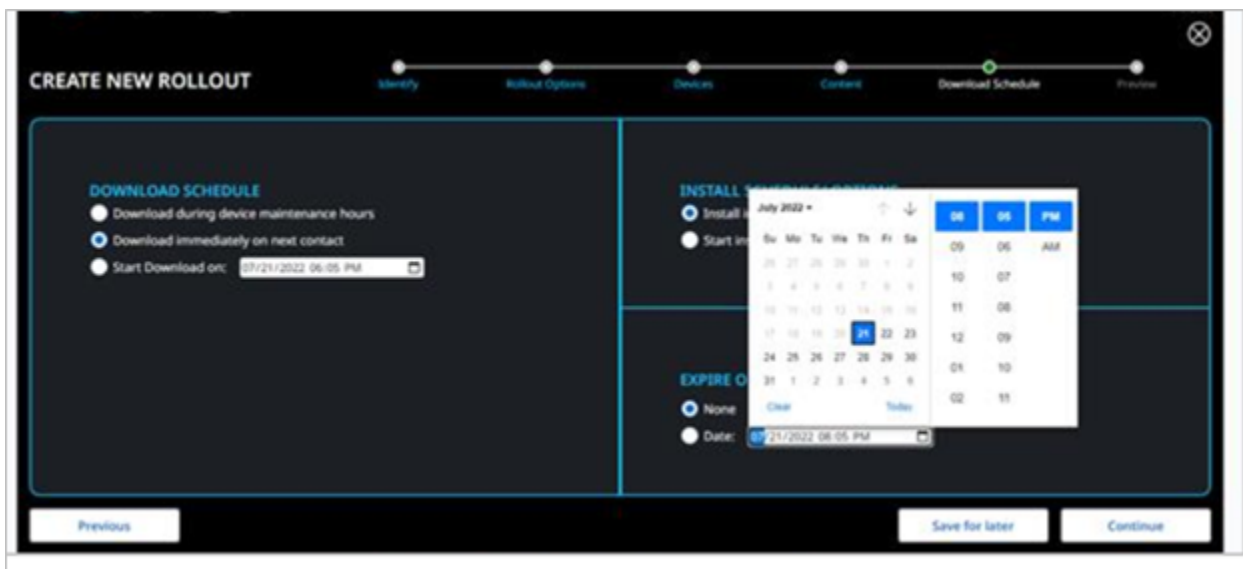 CREATE NEW ROLLOUT
Identify
Rollout Options
Devices
Content
Download Schedule
Preview
DOWNLOAD SCHEDULE
Download during device maintenance hours
Download immediately on next contact
Start Download on: 07/21/2022 06:05 PM
INSTALL
Install
Start
July 2022
Su Mo Tu We Th Fr Sa
26 27 28 29 30 1 2
3 4 5 6 7 8 9
10 11 12 13 14 15 16
17 18 19 20 21 22 23
24 25 26 27 28 29 30
31 1 2 3 4 5 6
Clear Today
08 05 PM
09 06 AM
10 07
11 08
12 09
01 10
02 11
EXPIRE
None
Date: 07/21/2022 08:05 PM
Previous
Save for later
Continue